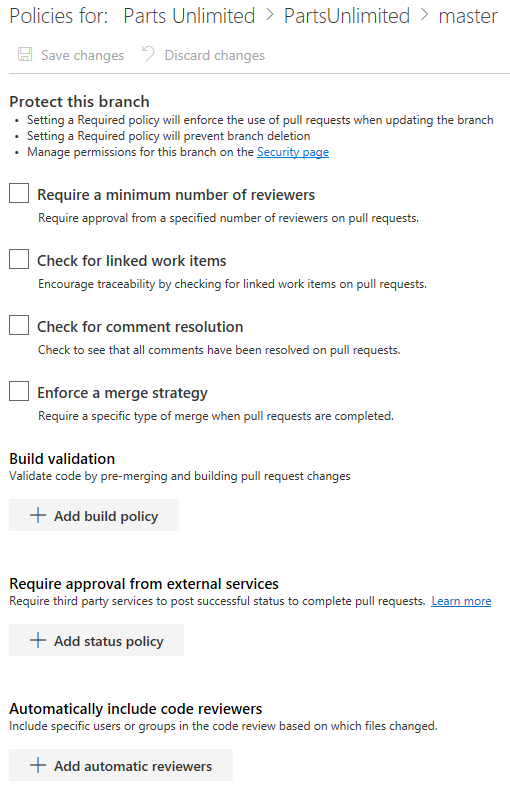 Policies for: Parts Unlimited > PartsUnlimited > master
Save changes Discard changes
Protect this branch
• Setting a Required policy will enforce the use of pull requests when updating the branch
• Setting a Required policy will prevent branch deletion
• Manage permissions for this branch on the Security page
Require a minimum number of reviewers
Require approval from a specified number of reviewers on pull requests.
Check for linked work items
Encourage traceability by checking for linked work items on pull requests.
Check for comment resolution
Check to see that all comments have been resolved on pull requests.
Enforce a merge strategy
Require a specific type of merge when pull requests are completed.
Build validation
Validate code by pre-merging and building pull request changes
+ Add build policy
Require approval from external services
Require third party services to post successful status to complete pull requests. Learn more
+ Add status policy
Automatically include code reviewers
Include specific users or groups in the code review based on which files changed.
+ Add automatic reviewers